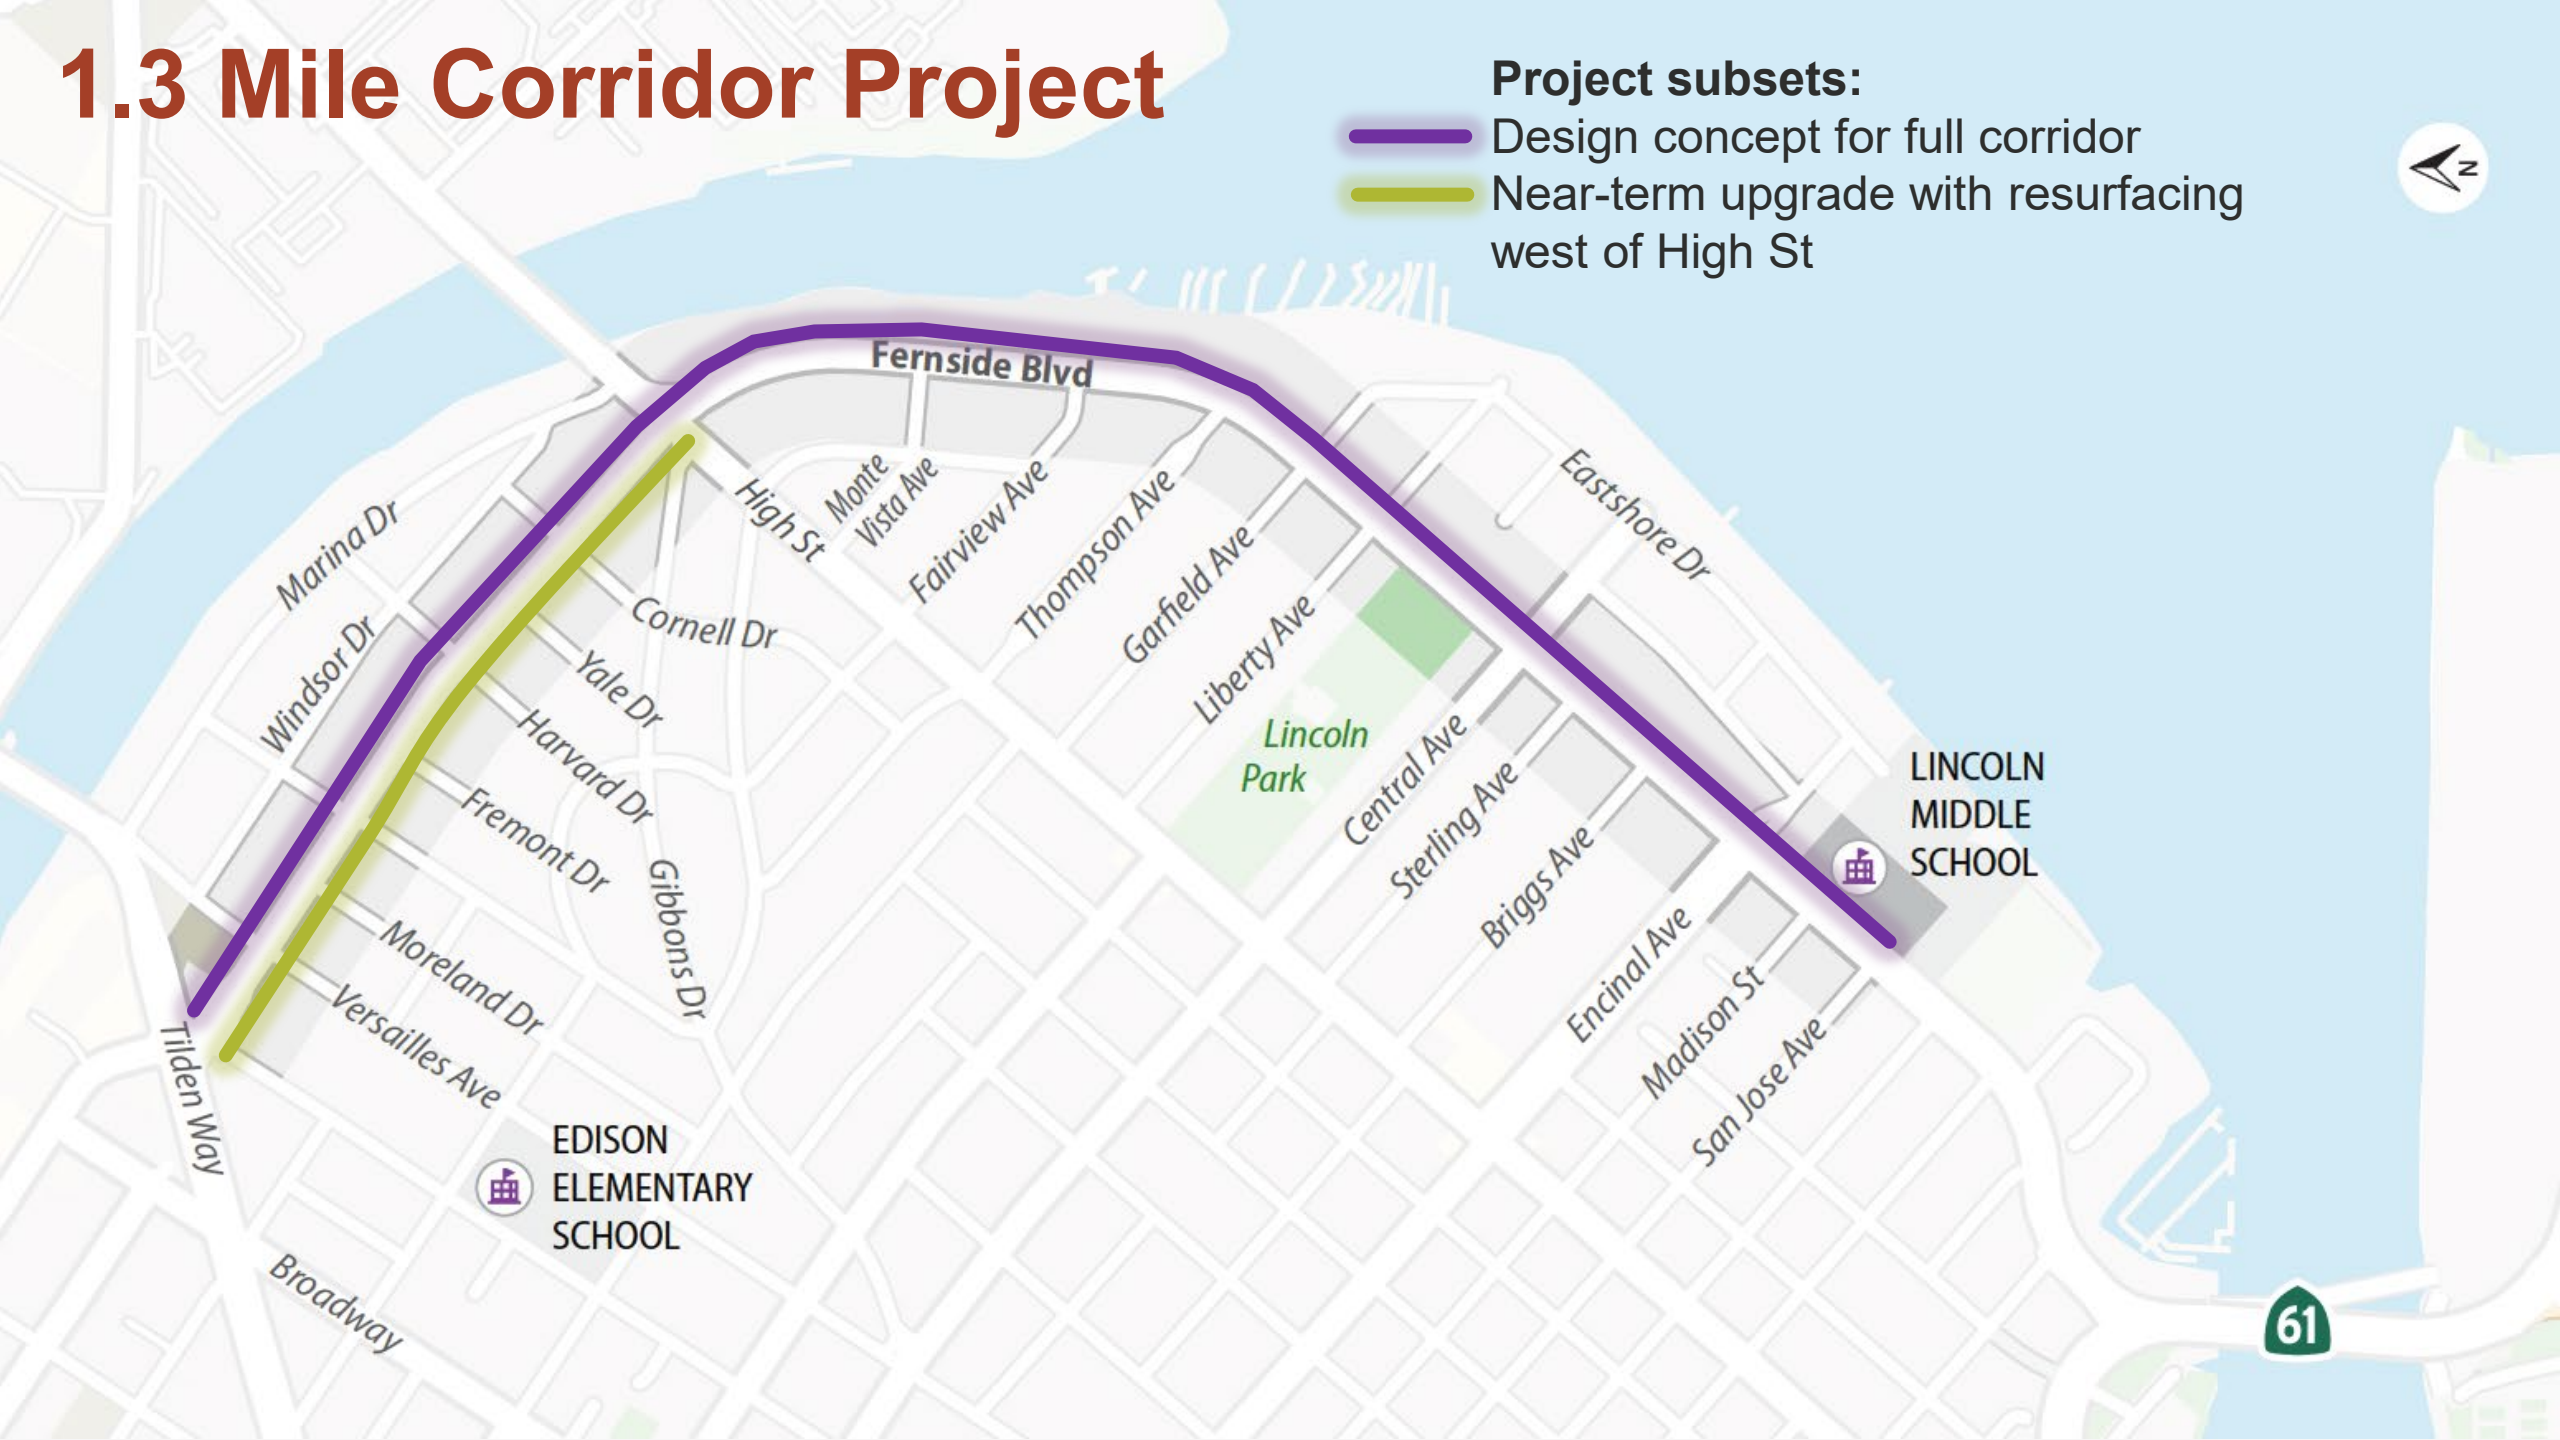 1.3 Mile Corridor Project
Project subsets:
Design concept for full corridor
Near-term upgrade with resurfacing
west of High St
N
Fernside Blvd
Marina Dr
Windsor Dr
High St
Monte
Vista Ave
Fairview Ave
Thompson Ave
Garfield Ave
Liberty Ave
Eastshore Dr
Cornell Dr
Yale Dr
Harvard Dr
Fremont Dr
Gibbons Dr
Moreland Dr
Versailles Ave
Tilden Way
Broadway
Lincoln
Park
Central Ave
Sterling Ave
Briggs Ave
Encinal Ave
Madison St
San Jose Ave
LINCOLN
MIDDLE
SCHOOL
EDISON
ELEMENTARY
SCHOOL
61